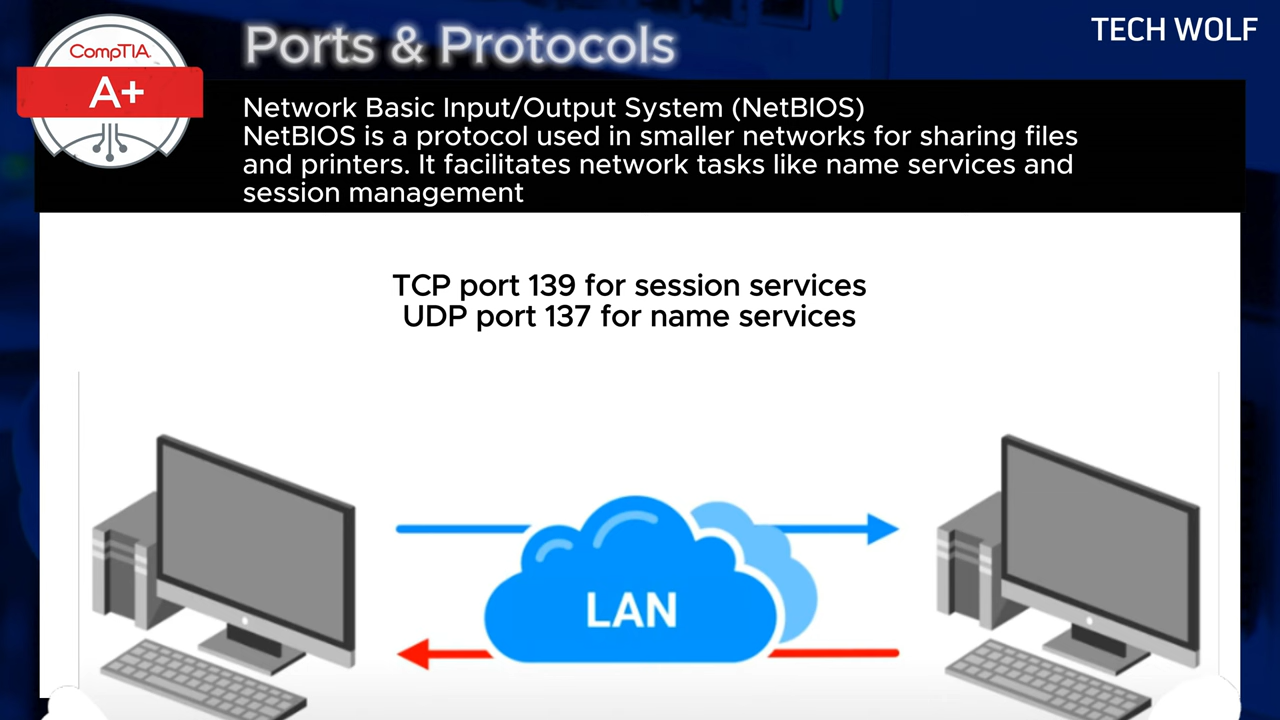 CompTIA.
A+
Ports & Protocols
TECH WOLF
Network Basic Input/Output System (NetBIOS)
NetBIOS is a protocol used in smaller networks for sharing files
and printers. It facilitates network tasks like name services and
session management
TCP port 139 for session services
UDP port 137 for name services
LAN